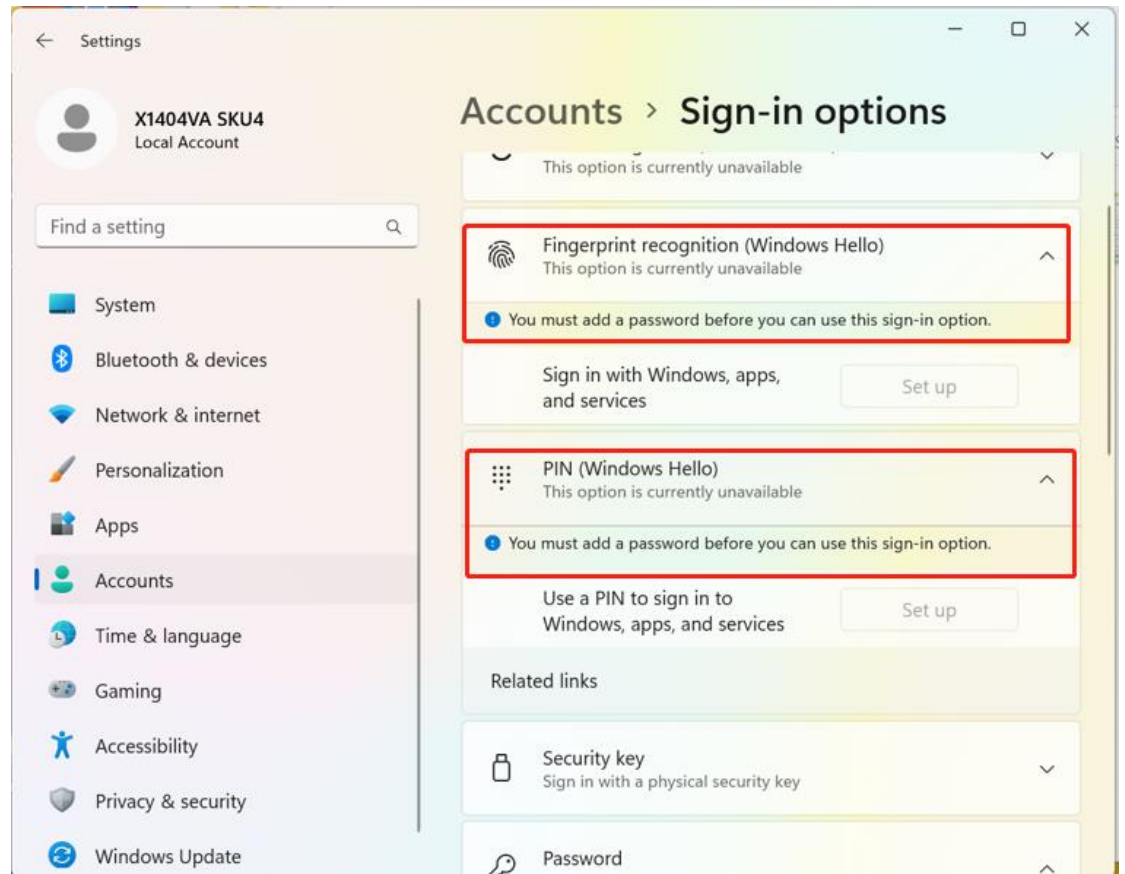 Settings
X1404VA SKU4
Local Account
Find a setting
System
Bluetooth & devices
Network & internet
Personalization
Apps
Accounts
Time & language
Gaming
Accessibility
Privacy & security
Windows Update
Accounts > Sign-in options
This option is currently unavailable
Fingerprint recognition (Windows Hello)
This option is currently unavailable
You must add a password before you can use this sign-in option.
Sign in with Windows, apps,
and services
Set up
PIN (Windows Hello)
This option is currently unavailable
You must add a password before you can use this sign-in option.
Use a PIN to sign in to
Windows, apps, and services
Set up
Related links
Security key
Sign in with a physical security key
Password